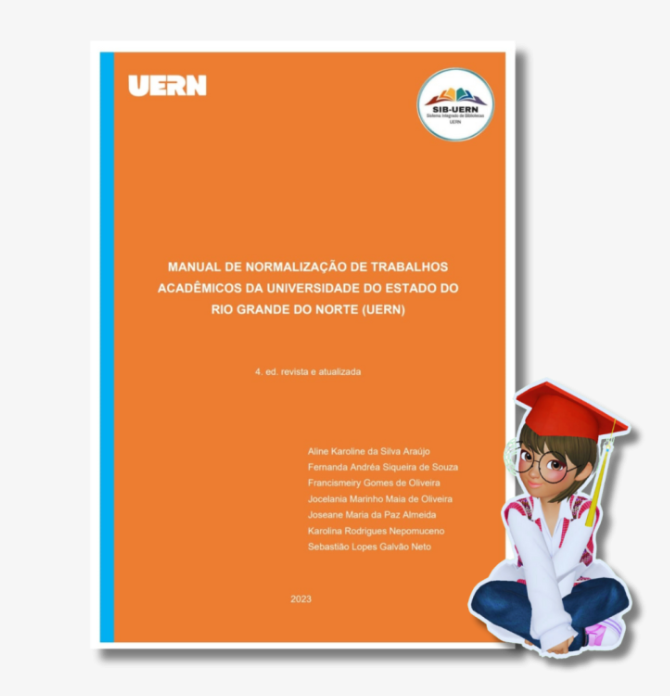 UERN
SIB-UERN
Sistema Integrado de Bibliotecas
UERN
MANUAL DE NORMALIZAÇÃO DE TRABALHOS
ACADÊMICOS DA UNIVERSIDADE DO ESTADO DO
RIO GRANDE DO NORTE (UERN)
4. ed. revista e atualizada
Aline Karoline da Silva Araújo
Fernanda Andréa Siqueira de Souza
Francismeiry Gomes de Oliveira
Jocelania Marinho Maia de Oliveira
Joseane Maria da Paz Almeida
Karolina Rodrigues Nepomuceno
Sebastião Lopes Galvão Neto
2023